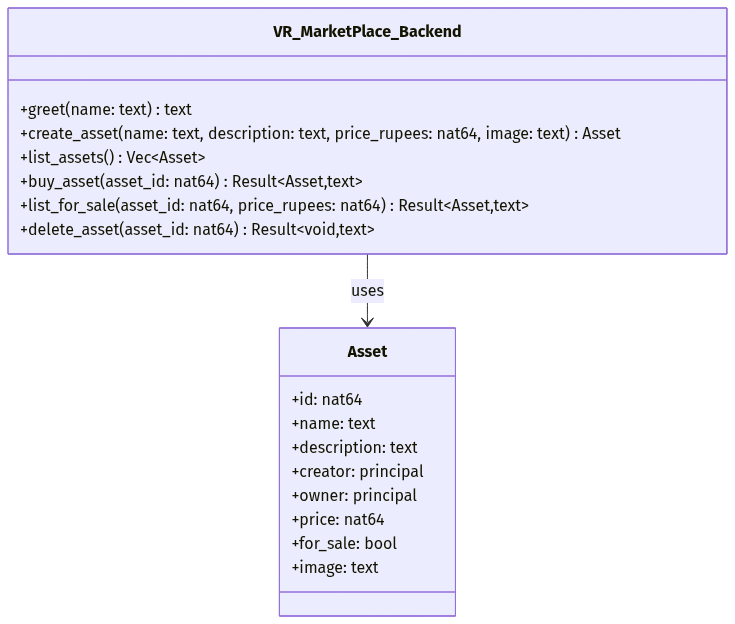 VR_MarketPlace_Backend
+greet(name: text) : text
+create_asset(name: text, description: text, price_rupees: nat64, image: text) : Asset
+list_assets() : Vec<Asset>
+buy_asset(asset_id: nat64) : Result<Asset,text>
+list_for_sale(asset_id: nat64, price_rupees: nat64) : Result<Asset,text>
+delete_asset(asset_id: nat64) : Result<void,text>
uses
Asset
+id: nat64
+name: text
+description: text
+creator: principal
+owner: principal
+price: nat64
+for_sale: bool
+image: text